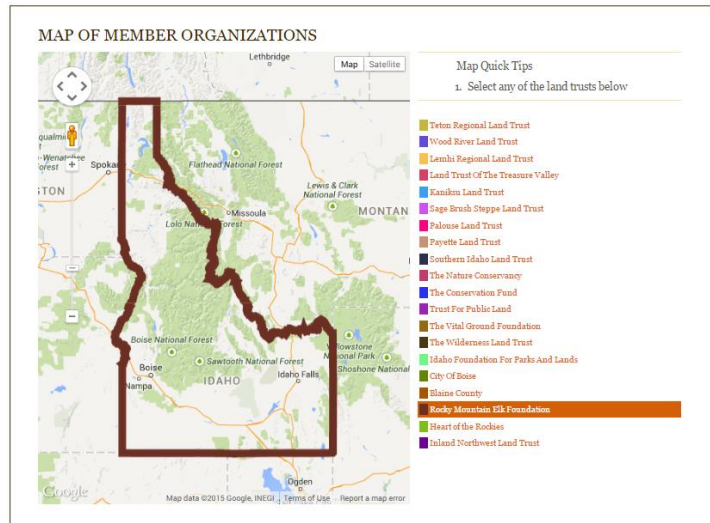 MAP OF MEMBER ORGANIZATIONS
Lethbridge
Map Satellite
Spokane
Flathead National Forest
Lewis & Clark
National Forest
Missoula
MONTAN
Lolo National Forest
TON
Boise National Forest
Yellowstone
National Park
Shoshone National
Boise
Sawtooth National Forest
Nampa
IDAHO
Idaho Falls
Ogden
Google
Map data ©2015 Google, INEGI
Terms of Use
Report a map error
Map Quick Tips
1. Select any of the land trusts below
Teton Regional Land Trust
Wood River Land Trust
Lemhi Regional Land Trust
Land Trust Of The Treasure Valley
Kaniksu Land Trust
Sage Brush Steppe Land Trust
Palouse Land Trust
Payette Land Trust
Southern Idaho Land Trust
The Nature Conservancy
The Conservation Fund
Trust For Public Land
The Vital Ground Foundation
The Wilderness Land Trust
Idaho Foundation For Parks And Lands
City Of Boise
Blaine County
Rocky Mountain Elk Foundation
Heart of the Rockies
Inland Northwest Land Trust